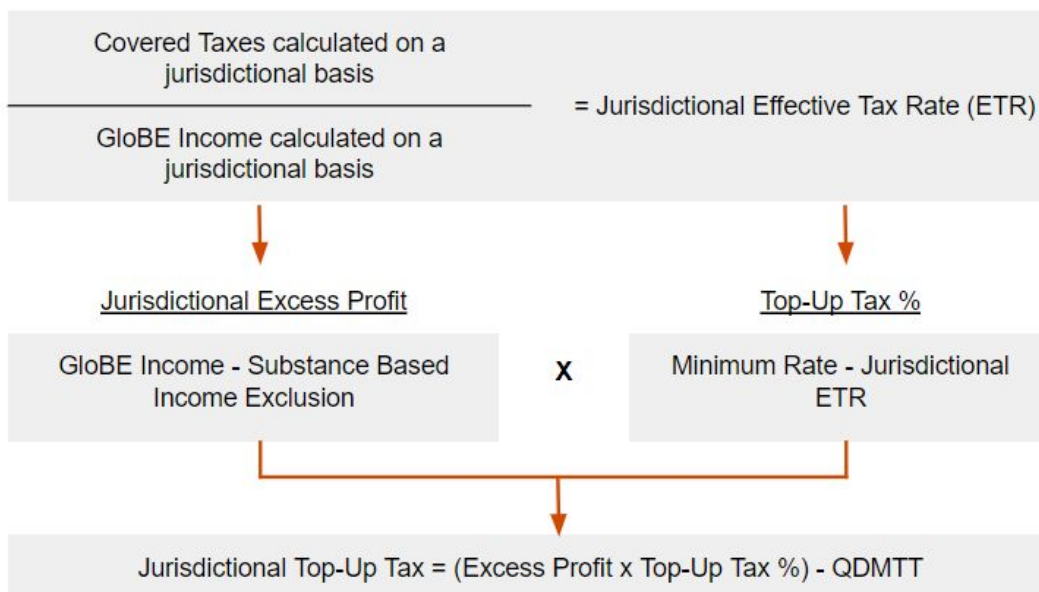 Covered Taxes calculated on a
jurisdictional basis
= Jurisdictional Effective Tax Rate (ETR)
GloBE Income calculated on a
jurisdictional basis
Jurisdictional Excess Profit
Top-Up Tax %
GloBE Income - Substance Based
Income Exclusion
X
Minimum Rate - Jurisdictional
ETR
Jurisdictional Top-Up Tax = (Excess Profit x Top-Up Tax %) - QDMTT